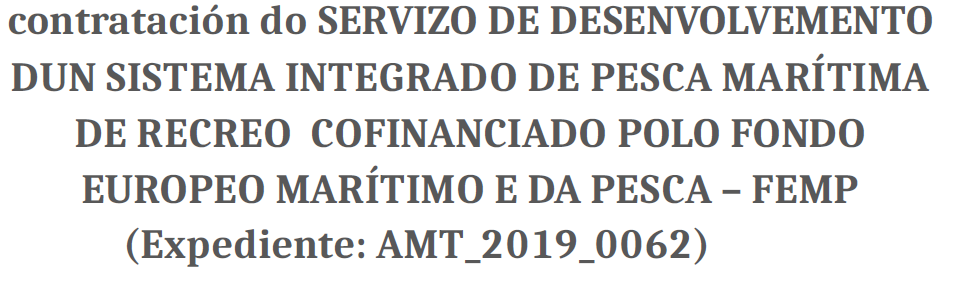 contratación do SERVIZO DE DESENVOLVEMENTO
DUN SISTEMA INTEGRADO DE PESCA MARÍTIMA
DE RECREO COFINANCIADO POLO FONDO
EUROPEO MARÍTIMO E DA PESCA – FEMP
(Expediente: AMT_2019_0062)